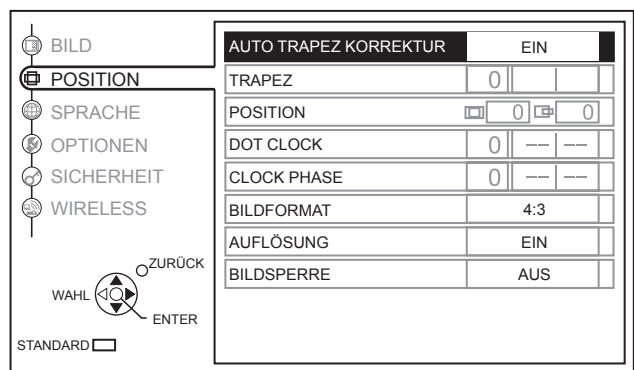 BILD
POSITION
SPRACHE
OPTIONEN
SICHERHEIT
WIRELESS
ZURÜCK
WAHL
ENTER
STANDARD
AUTO TRAPEZ KORREKTUR EIN
TRAPEZ 0
POSITION 0 0
DOT CLOCK 0 -- --
CLOCK PHASE 0 -- --
BILDFORMAT 4:3
AUFLÖSUNG EIN
BILDSPERRE AUS